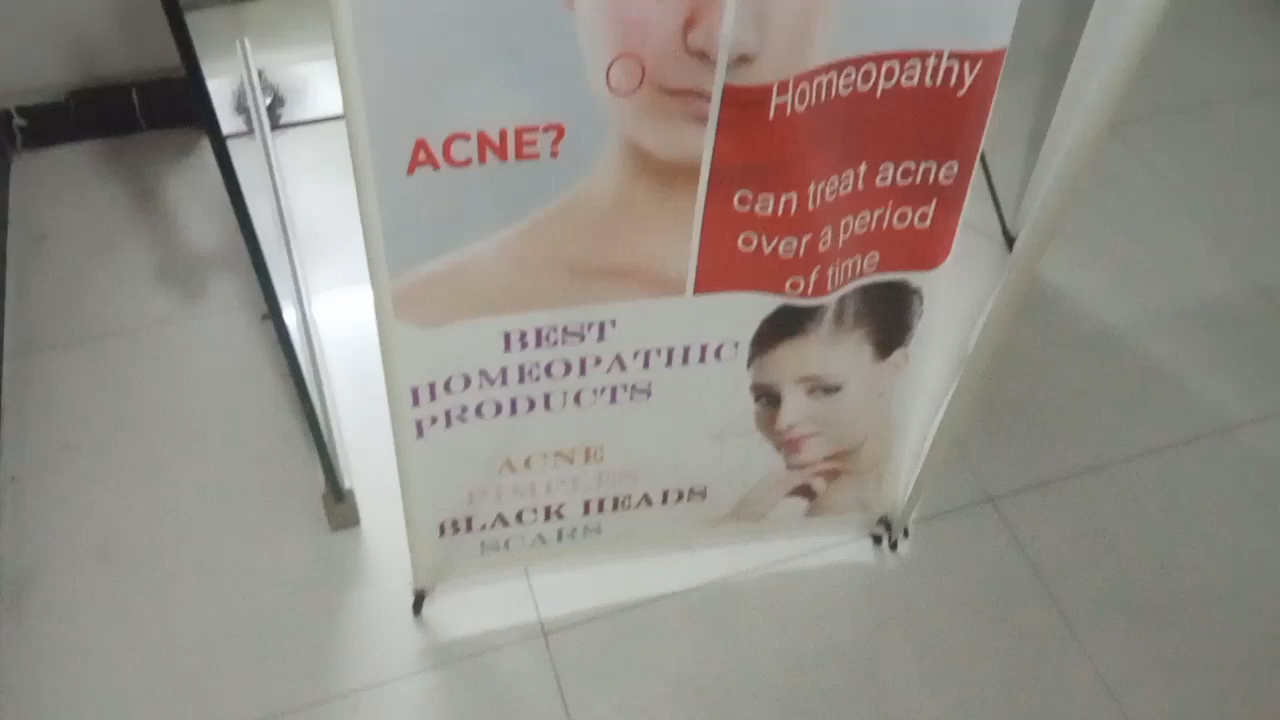 ACNE?
Homeopathy
can treat acne
over a period
of time
BEST
HOMEOPATHIC
PRODUCTS
ACNE
PIMPLES
BLACK HEADS
SCARS